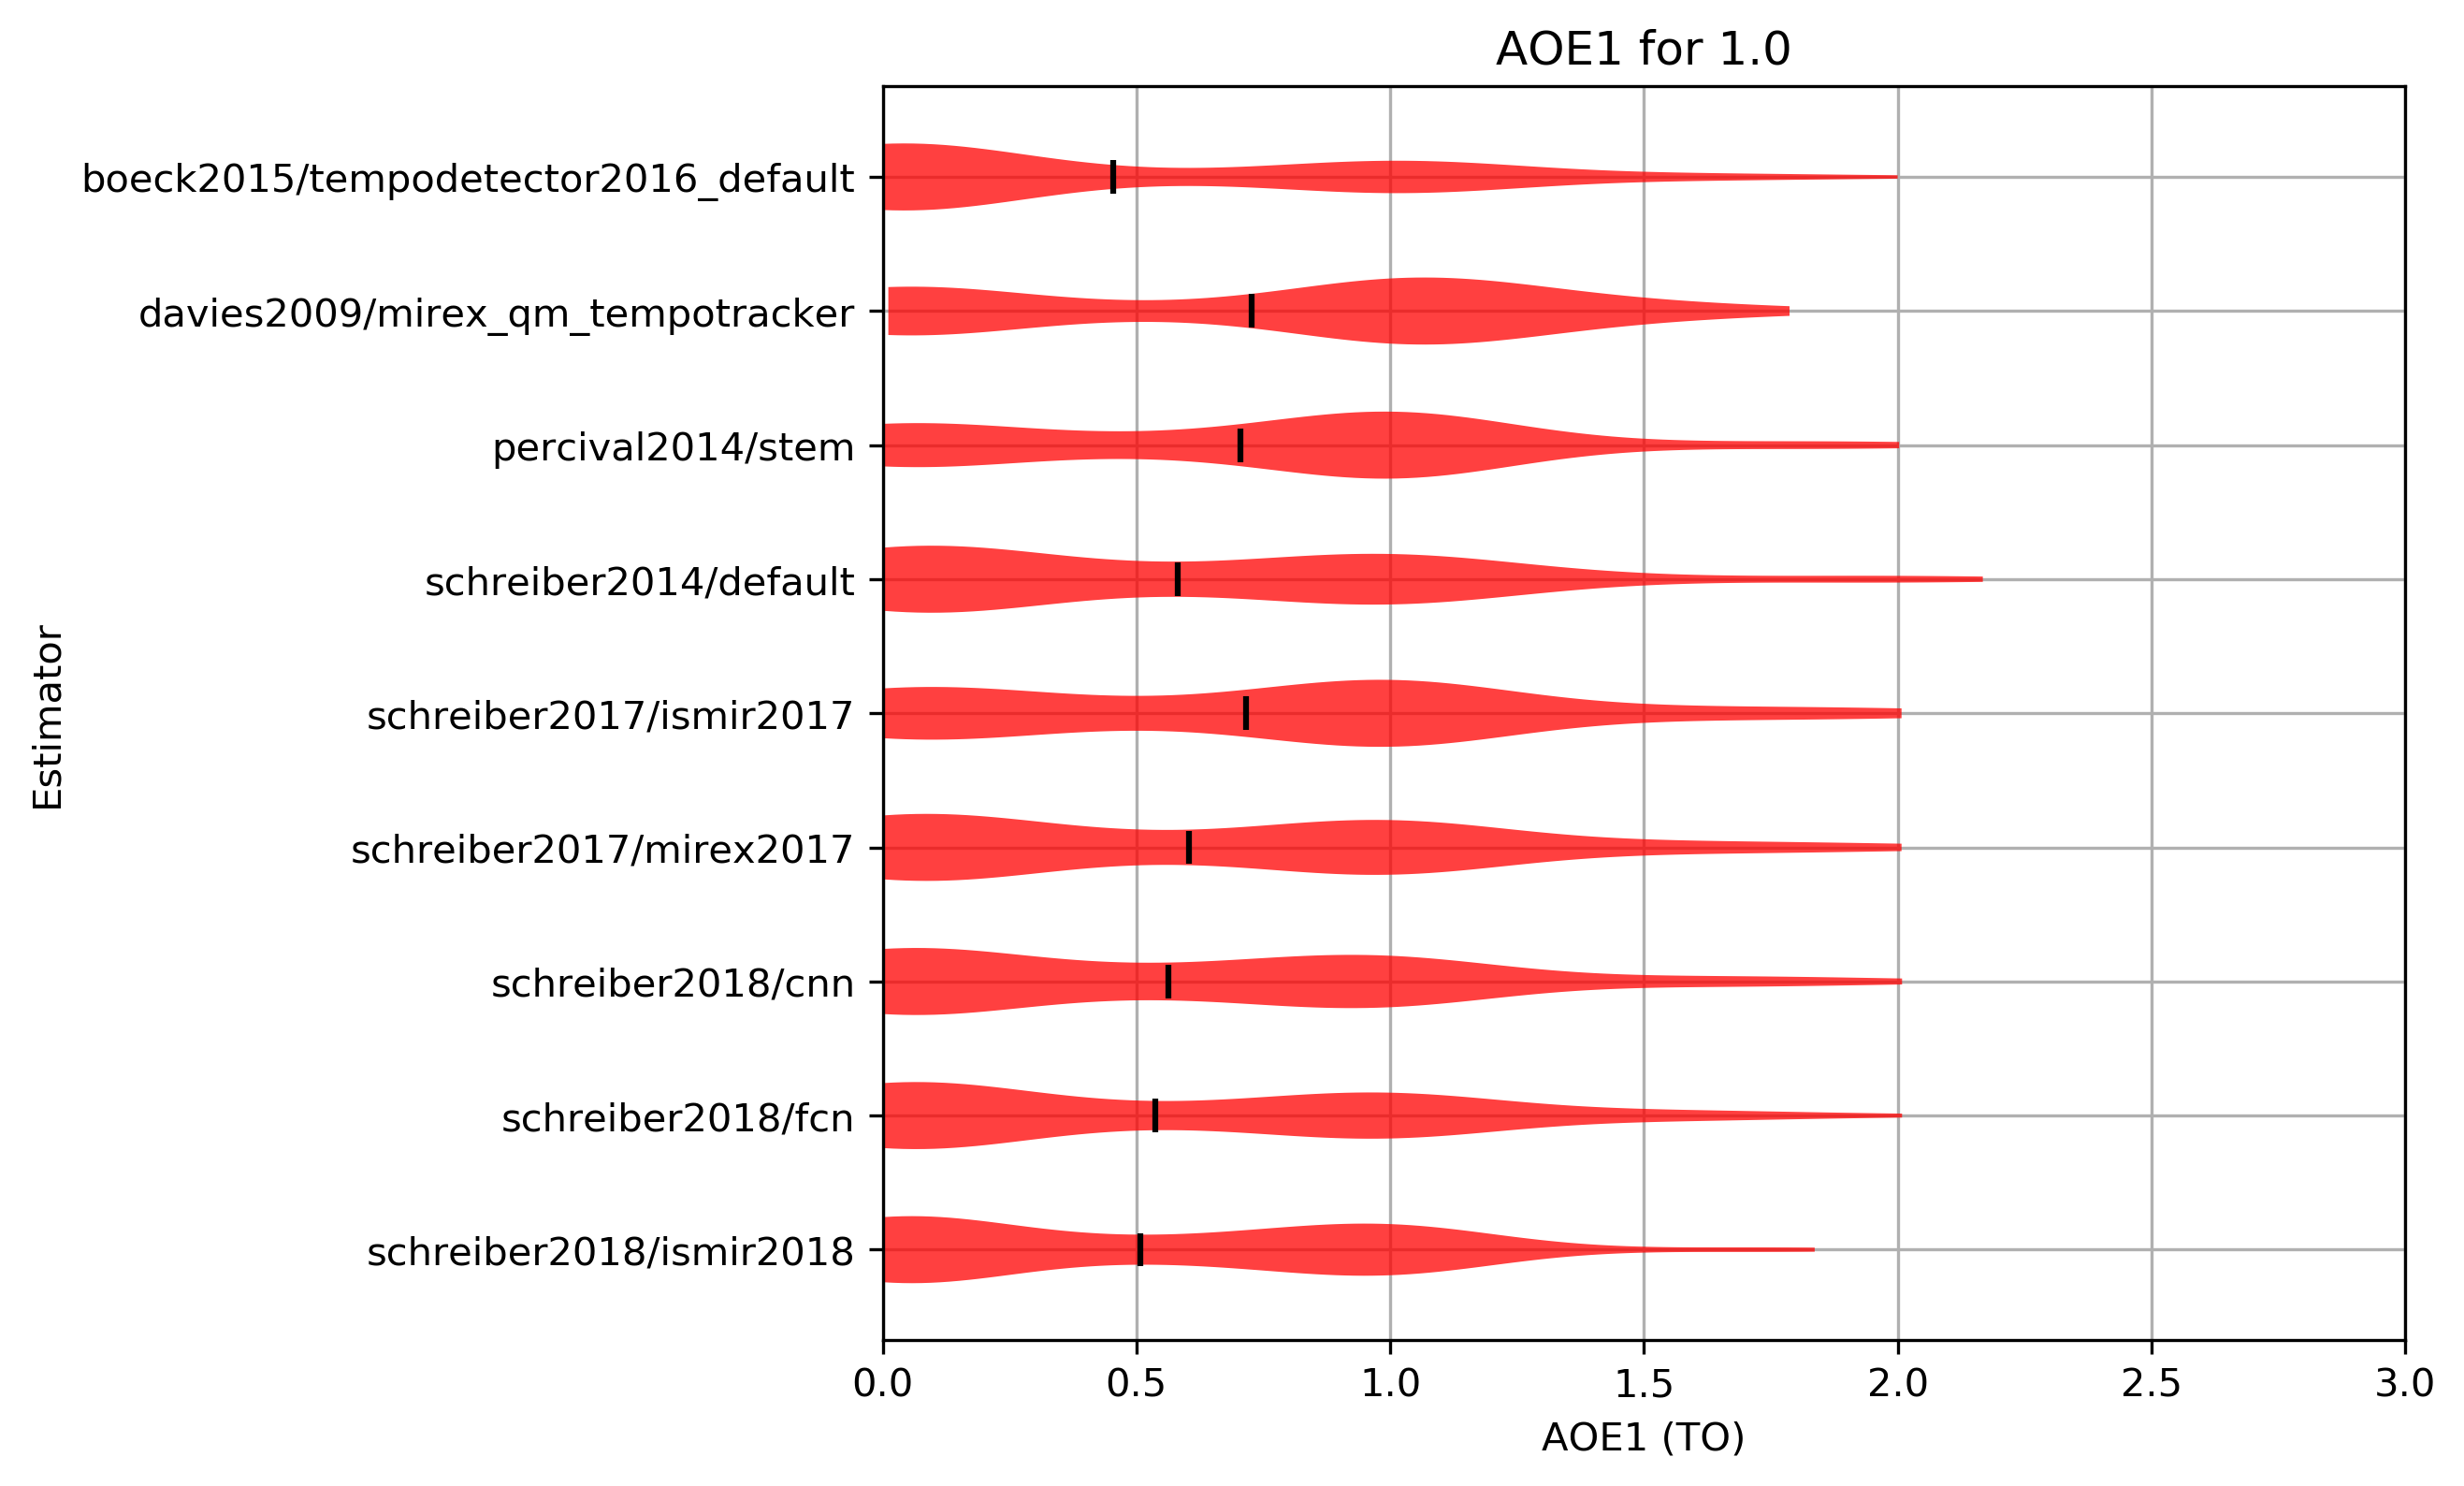 AOE1 for 1.0
boeck2015/tempodetector2016_default
davies2009/mirex_qm_tempotracker
percival2014/stem
schreiber2014/default
schreiber2017/ismir2017
schreiber2017/mirex2017
schreiber2018/cnn
schreiber2018/fcn
schreiber2018/ismir2018
Estimator
0.0 0.5 1.0 1.5 2.0 2.5 3.0
AOE1 (TO)